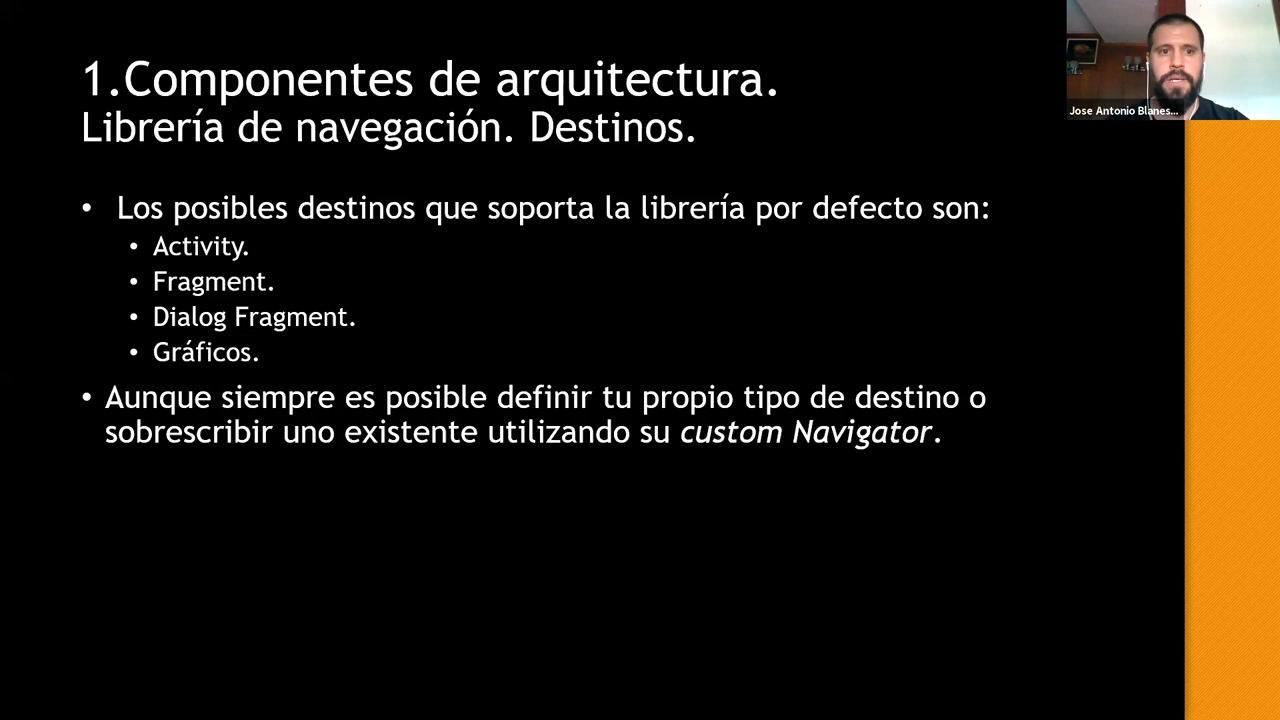 1.Componentes de arquitectura.
Librería de navegación. Destinos.
• Los posibles destinos que soporta la librería por defecto son:
• Activity.
• Fragment.
• Dialog Fragment.
• Gráficos.
• Aunque siempre es posible definir tu propio tipo de destino o
sobrescribir uno existente utilizando su custom Navigator.
Jose Antonio Blanes...